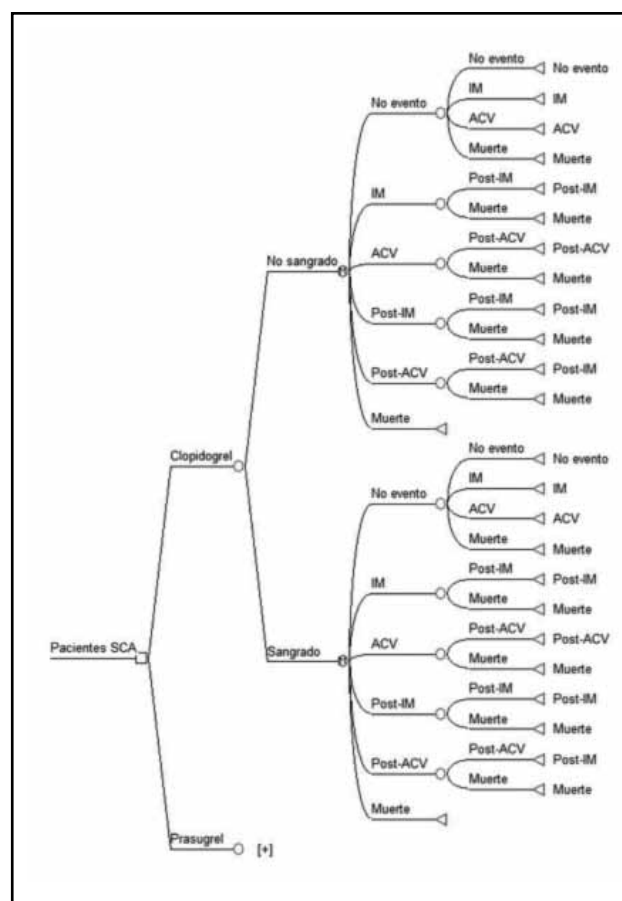 No evento
No evento
IM
IM
No evento
ACV
ACV
Muerte
Muerte
Post-IM
Post-IM
IM
Muerte
Muerte
Post-ACV
Post-ACV
ACV
No sangrado
Muerte
Muerte
Post-IM
Post-IM
Post-IM
Muerte
Muerte
Post-ACV
Post-IM
Post-ACV
Muerte
Muerte
Muerte
Clopidogrel
No evento
No evento
IM
IM
No evento
ACV
ACV
Muerte
Muerte
Post-IM
Post-IM
IM
Muerte
Muerte
Pacientes SCA
Sangrado
ACV
Post-ACV
Post-ACV
Muerte
Muerte
Post-IM
Post-IM
Post-IM
Muerte
Muerte
Post-ACV
Post-IM
Post-ACV
Muerte
Muerte
Muerte
Prasugrel
[+]